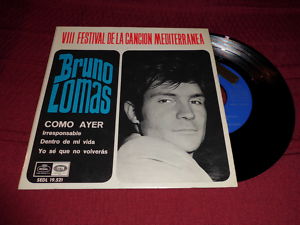 VIII FESTIVAL DE LA CANCION MEDITERRANEA
Bruno
Lomas
COMO AYER
Irresponsable
Dentro de mi vida
Yo sé que no volverás
SEDL 19.521